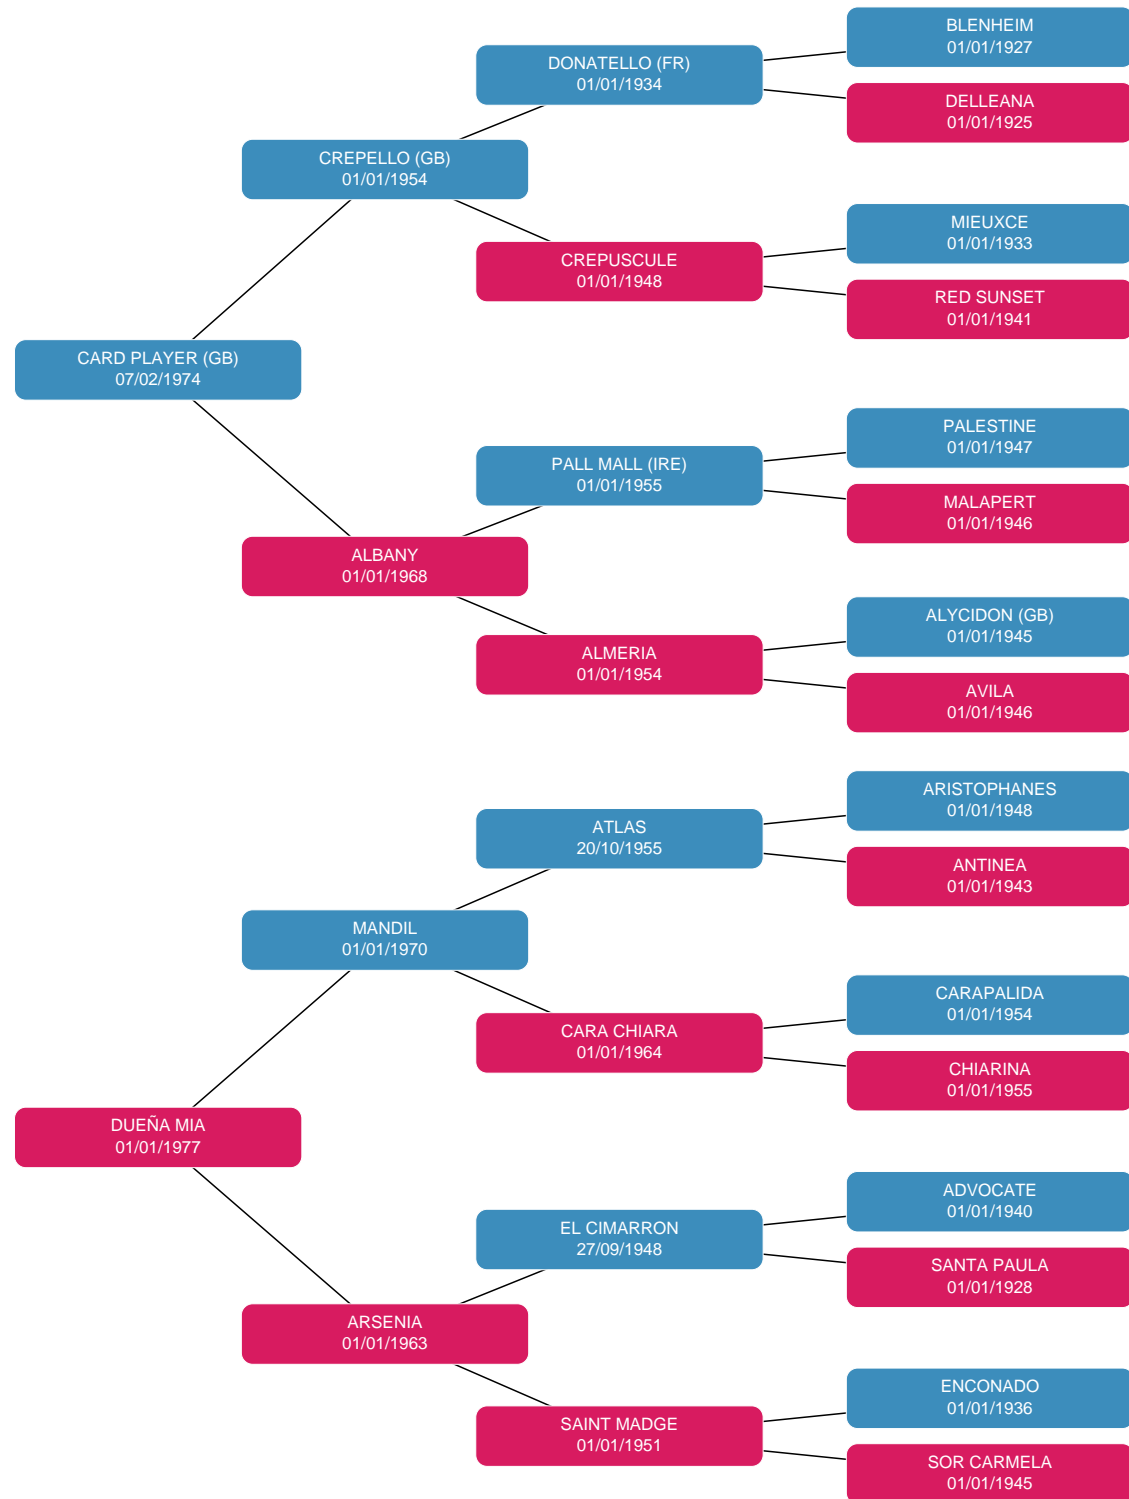 BLENHEIM
01/01/1927
DONATELLO (FR)
01/01/1934
DELLEANA
01/01/1925
CREPELLO (GB)
01/01/1954
MIEUXCE
01/01/1933
CREPUSCULE
01/01/1948
RED SUNSET
01/01/1941
CARD PLAYER (GB)
07/02/1974
PALESTINE
01/01/1947
PALL MALL (IRE)
01/01/1955
MALAPERT
01/01/1946
ALBANY
01/01/1968
ALYCIDON (GB)
01/01/1945
ALMERIA
01/01/1954
AVILA
01/01/1946
ARISTOPHANES
01/01/1948
ATLAS
20/10/1955
ANTINEA
01/01/1943
MANDIL
01/01/1970
CARAPALIDA
01/01/1954
CARA CHIARA
01/01/1964
CHIARINA
01/01/1955
DUEÑA MIA
01/01/1977
ADVOCATE
01/01/1940
EL CIMARRON
27/09/1948
SANTA PAULA
01/01/1928
ARSENIA
01/01/1963
ENCONADO
01/01/1936
SAINT MADGE
01/01/1951
SOR CARMELA
01/01/1945